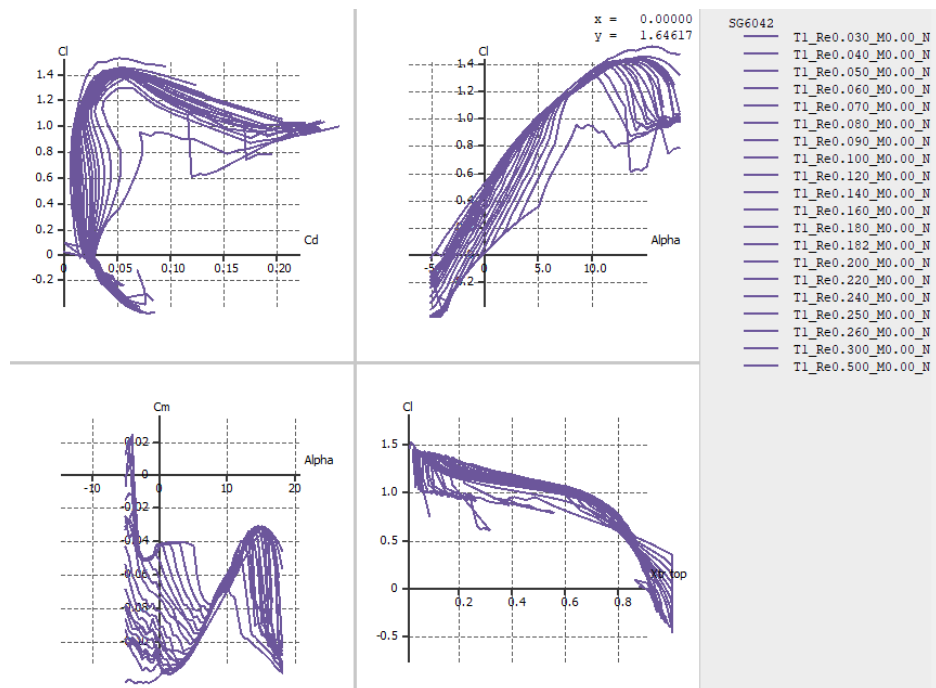 x = 0.00000
y = 1.64617
SG6042
T1_Re0.030_M0.00_N
T1_Re0.040_M0.00_N
T1_Re0.050_M0.00_N
T1_Re0.060_M0.00_N
T1_Re0.070_M0.00_N
T1_Re0.080_M0.00_N
T1_Re0.090_M0.00_N
T1_Re0.100_M0.00_N
T1_Re0.120_M0.00_N
T1_Re0.140_M0.00_N
T1_Re0.160_M0.00_N
T1_Re0.180_M0.00_N
T1_Re0.182_M0.00_N
T1_Re0.200_M0.00_N
T1_Re0.220_M0.00_N
T1_Re0.240_M0.00_N
T1_Re0.250_M0.00_N
T1_Re0.260_M0.00_N
T1_Re0.300_M0.00_N
T1_Re0.500_M0.00_N
Cl
1.4
1.2
1.0
0.8
0.6
0.4
0.2
0
-0.2
0 0.05 0.10 0.15 0.20
Cd
Cl
1.4
0.8
0.4
Alpha
0 5.0 10.0
Cm
0.02
0
Alpha
-10 0 10 20
Cl
1.5
1.0
0.5
0
-0.5
0.2 0.4 0.6 0.8
Xtr top